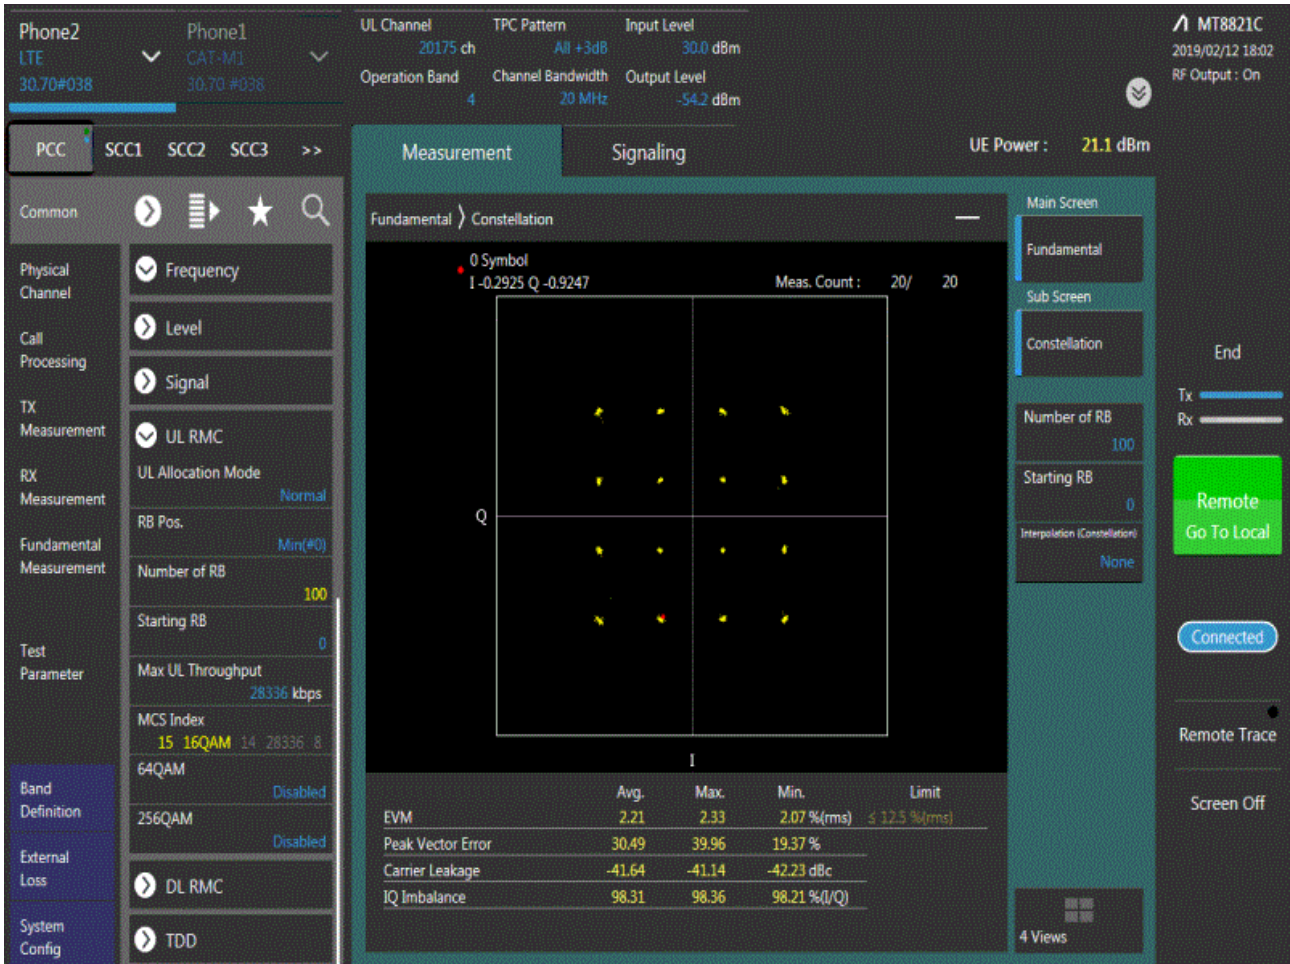 Phone2
LTE
30.70#038
Phone1
CAT-M1
30.70 #036
UL Channel
20175 ch
Operation Band
4
TPC Pattern
All +3dB
Channel Bandwidth
20 MHz
Input Level
30.0 dBm
Output Level
-54.2 dBm
MT8821C
2019/02/12 18:02
RF Output : On
PCC SCC1 SCC2 SCC3 >>
Measurement Signaling
UE Power : 21.1 dBm
Common
Physical
Channel
Call
Processing
TX
Measurement
RX
Measurement
Fundamental
Measurement
Test
Parameter
Band
Definition
External
Loss
System
Config
Frequency
Level
Signal
UL RMC
UL Allocation Mode
Normal
RB Pos.
Min(#0)
Number of RB
100
Starting RB
0
Max UL Throughput
28336 kbps
MCS Index
15 16QAM 14 28336 8
64QAM
Disabled
256QAM
Disabled
DL RMC
TDD
Fundamental 〉Constellation
0 Symbol
I -0.2925 Q -0.9247
Meas. Count : 20/ 20
Q
I
Avg. Max. Min. Limit
EVM 2.21 2.33 2.07 %(rms) ≤ 12.5 %(rms)
Peak Vector Error 30.49 39.96 19.37 %
Carrier Leakage -41.64 -41.14 -42.23 dBc
IQ Imbalance 98.31 98.36 98.21 %(I/Q)
Main Screen
Fundamental
Sub Screen
Constellation
Number of RB
100
Starting RB
0
Interpolation (Constellation)
None
4 Views
End
Tx
Rx
Remote
Go To Local
Connected
Remote Trace
Screen Off